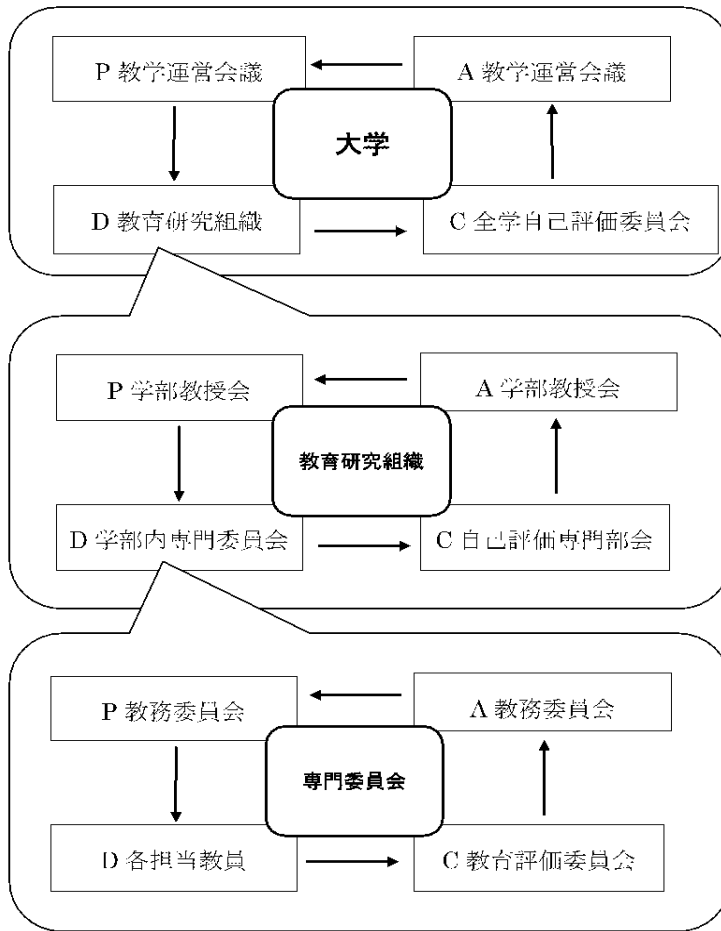 P 教学運営会議
A 教学運営会議
大学
D 教育研究組織
C 全学自己評価委員会
P 学部教授会
A 学部教授会
教育研究組織
D 学部内専門委員会
C 自己評価専門部会
P 教務委員会
A 教務委員会
専門委員会
D 各担当教員
C 教育評価委員会